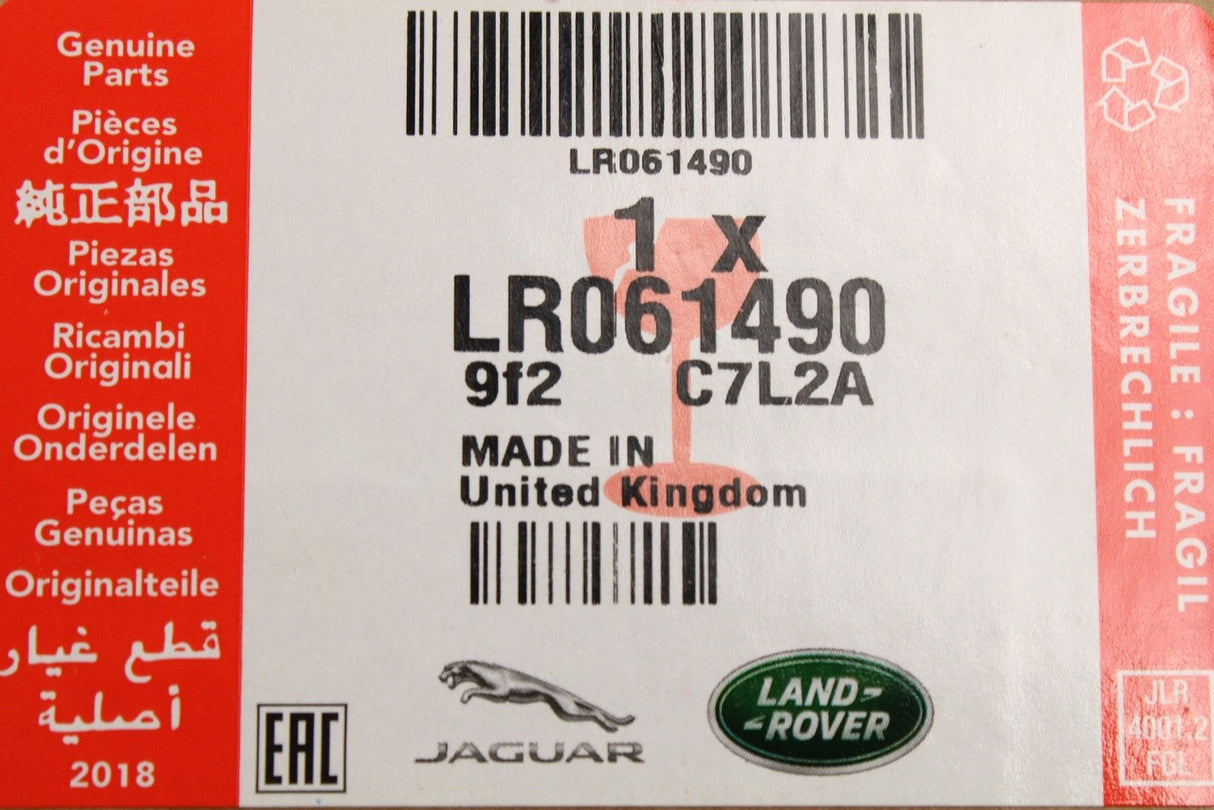 Genuine
Parts
Pièces
d'Origine
純正部品
Piezas
Originales
Ricambi
Originali
Originele
Onderdelen
Peças
Genuinas
Originalteile
قطع غيار
أصلية
2018
LR061490
1 x
LR061490
9f2 C7L2A
MADE IN
United Kingdom
EAC
JAGUAR
LAND-
-ROVER
FRAGILE : FRAGIL
ZERBRECHLICH
JLR
4001.2
FGL